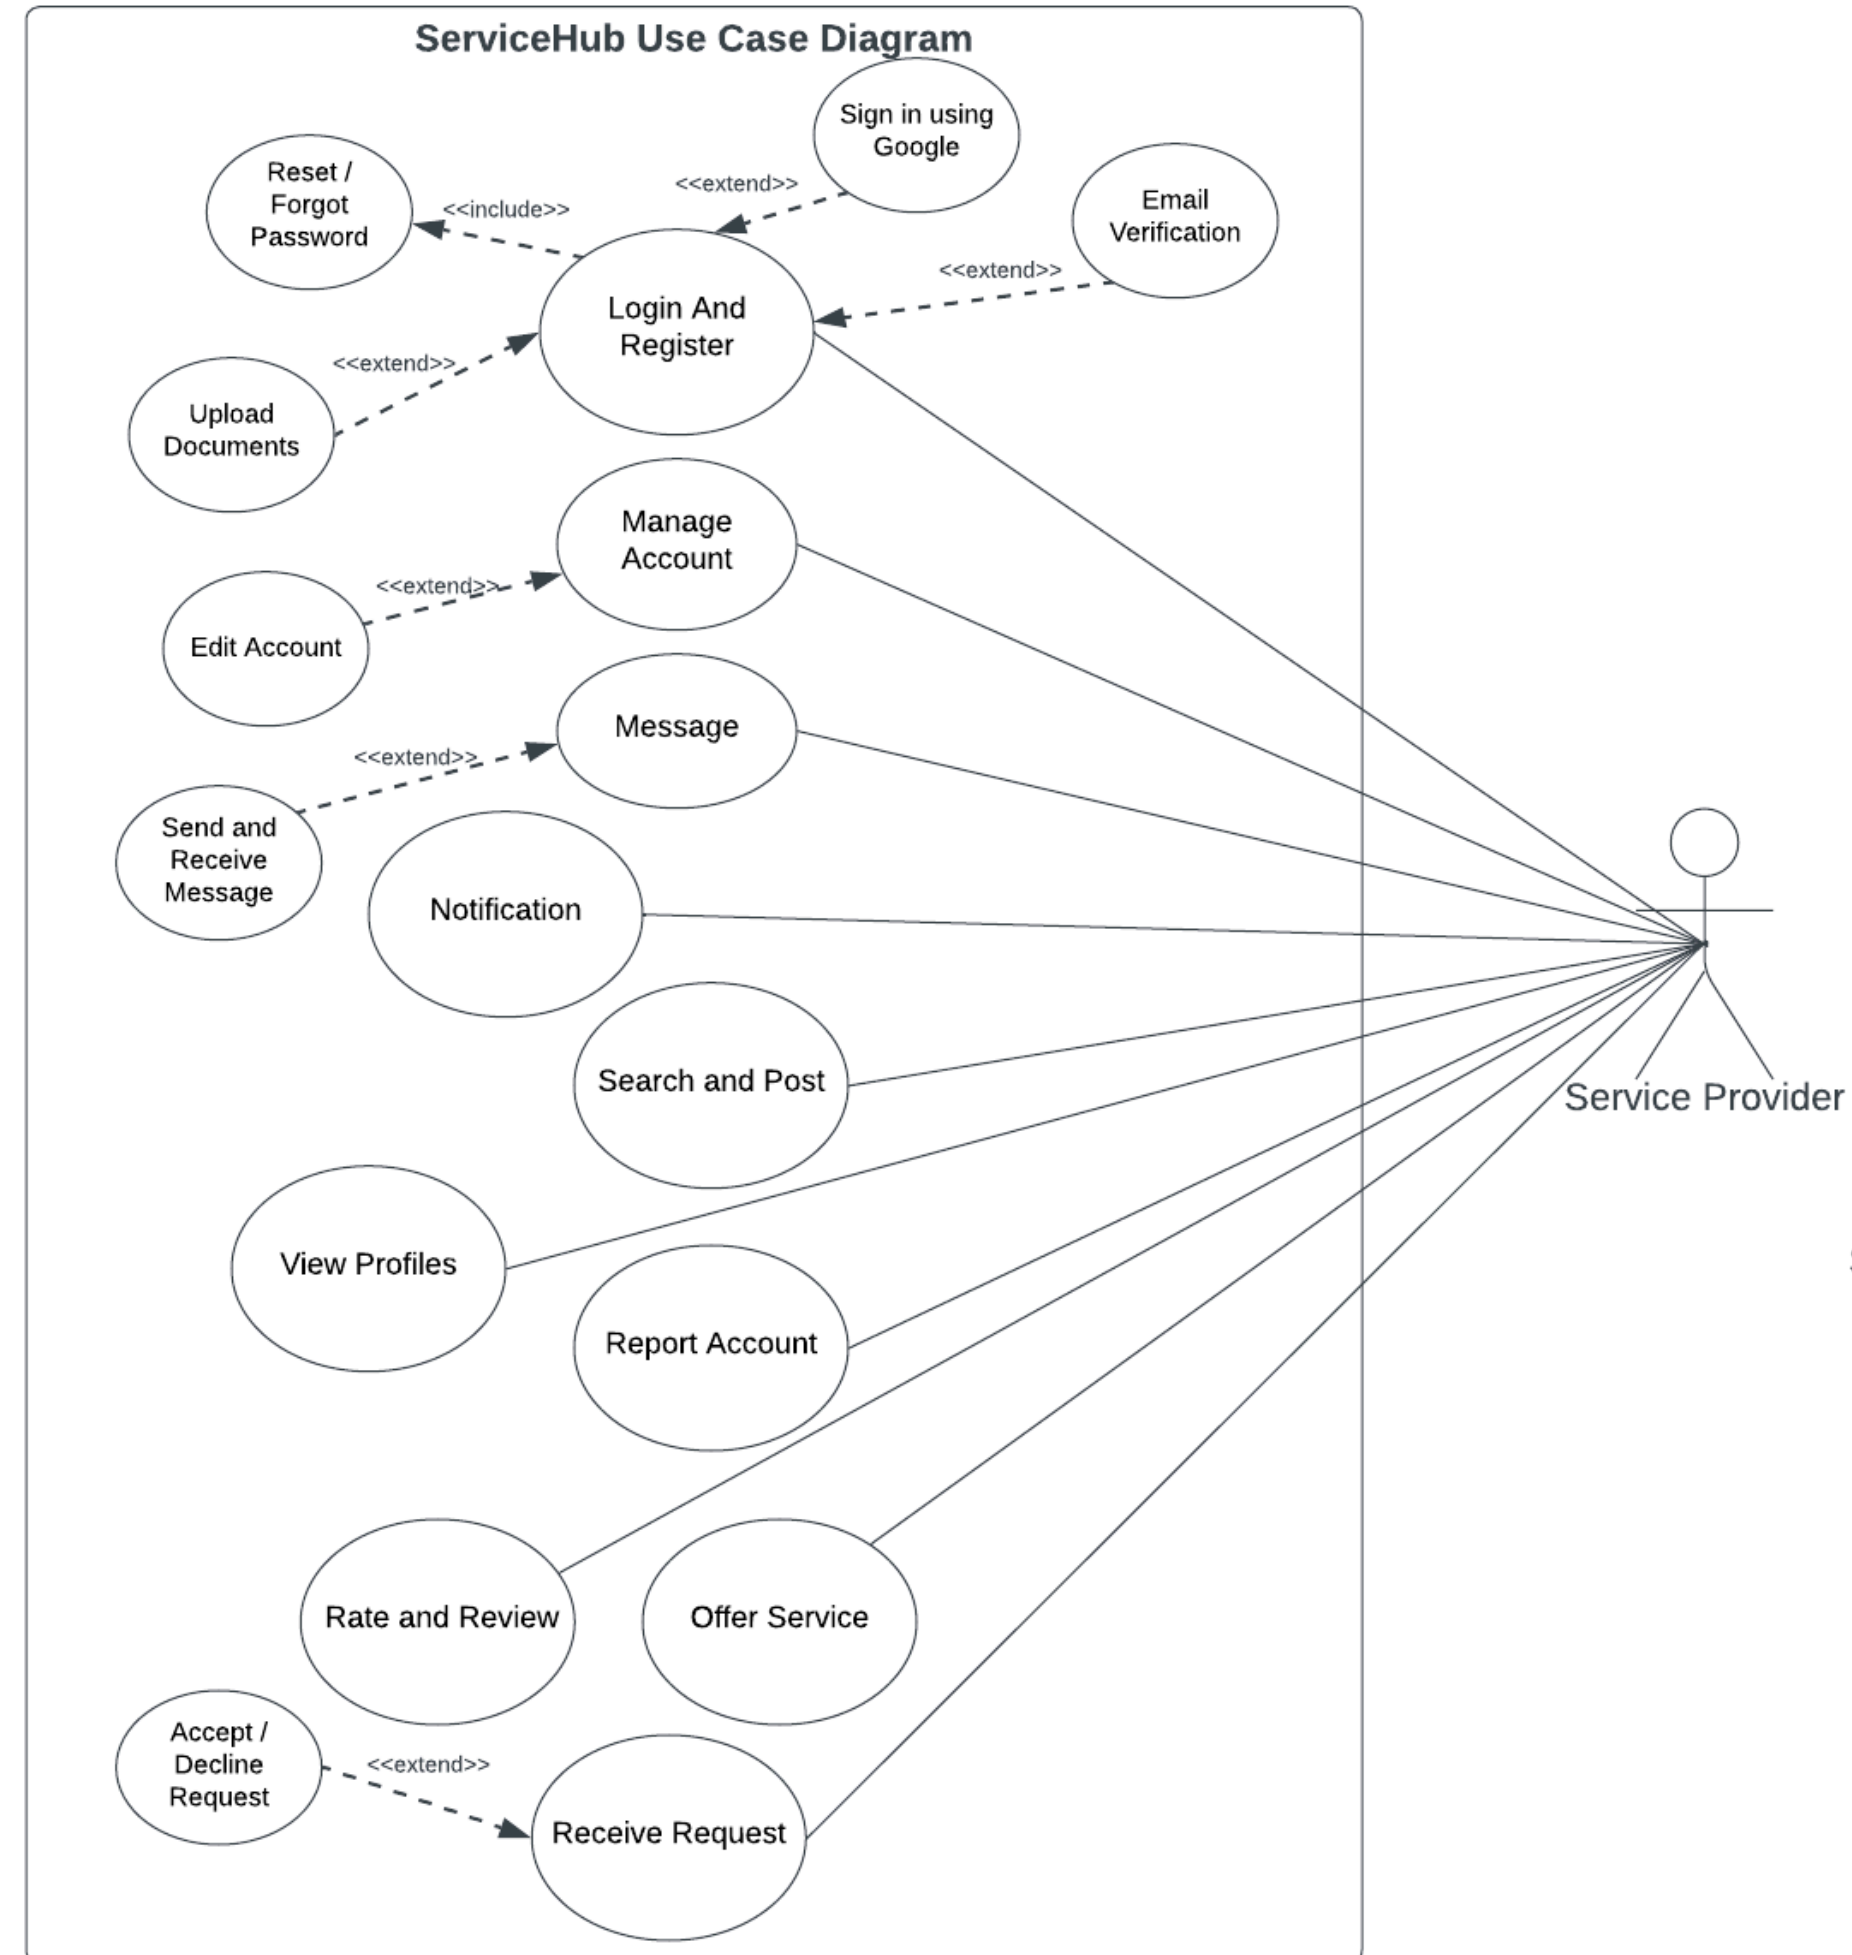 ServiceHub Use Case Diagram
Sign in using
Google
Reset /
Forgot
Password
<<include>>
<<extend>>
Email
Verification
<<extend>>
Login And
Register
<<extend>>
Upload
Documents
Manage
Account
<<extend>>
Edit Account
Message
<<extend>>
Send and
Receive
Message
Notification
Search and Post
Service Provider
View Profiles
Report Account
Rate and Review
Offer Service
Accept /
Decline
Request
<<extend>>
Receive Request